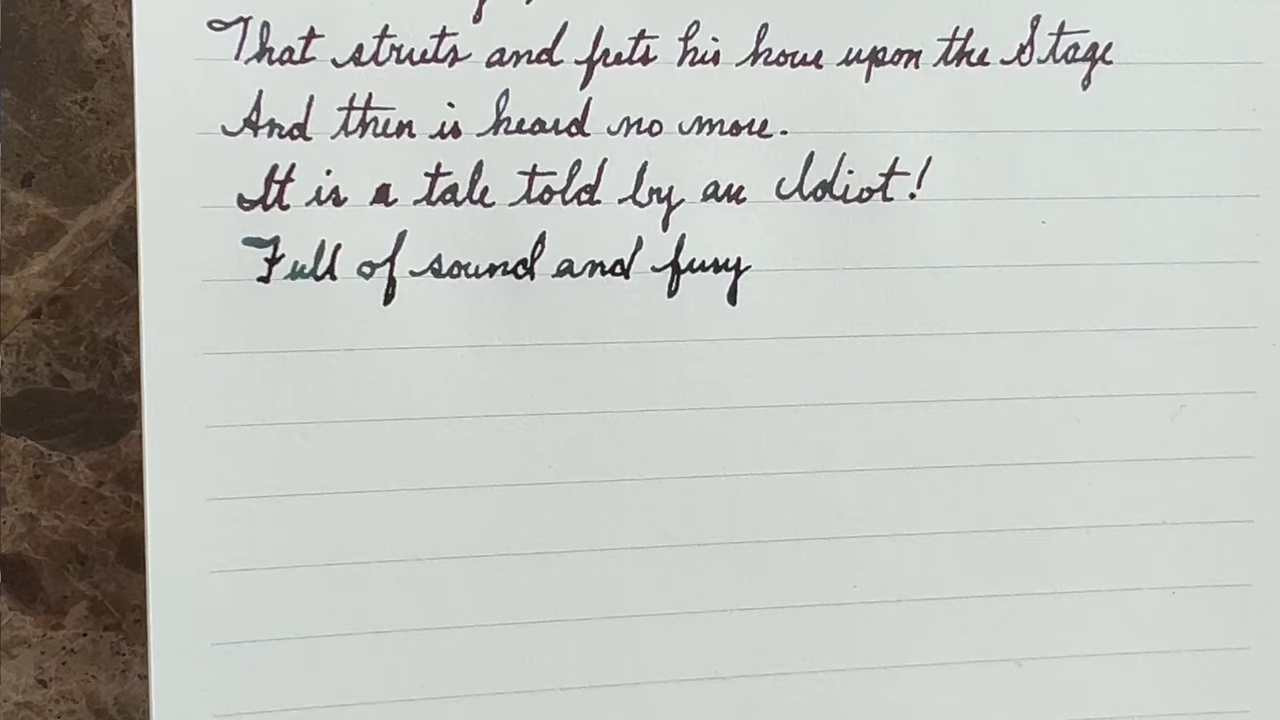 That struts and frets his hour upon the Stage
And then is heard no more.
It is a tale told by an Idiot!
Full of sound and fury